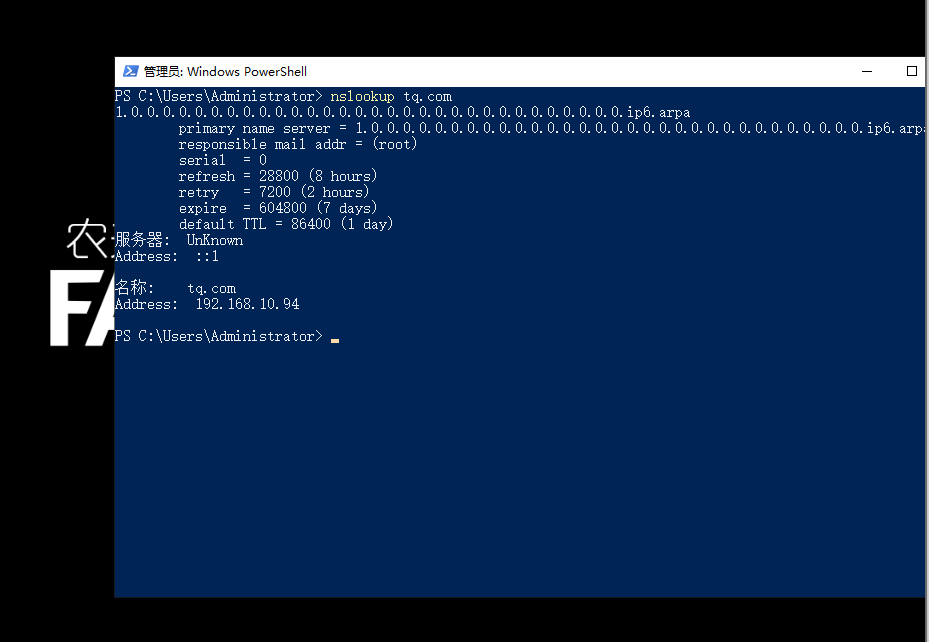 管理员: Windows PowerShell
PS C:\Users\Administrator> nslookup tq.com
1.0.0.0.0.0.0.0.0.0.0.0.0.0.0.0.0.0.0.0.0.0.0.0.0.0.0.0.0.0.0.0.ip6.arpa
primary name server = 1.0.0.0.0.0.0.0.0.0.0.0.0.0.0.0.0.0.0.0.0.0.0.0.0.0.0.0.0.0.0.0.ip6.arpa
responsible mail addr = (root)
serial = 0
refresh = 28800 (8 hours)
retry = 7200 (2 hours)
expire = 604800 (7 days)
default TTL = 86400 (1 day)
农
服务器: UnKnown
Address: ::1
FA
名称: tq.com
Address: 192.168.10.94
PS C:\Users\Administrator>